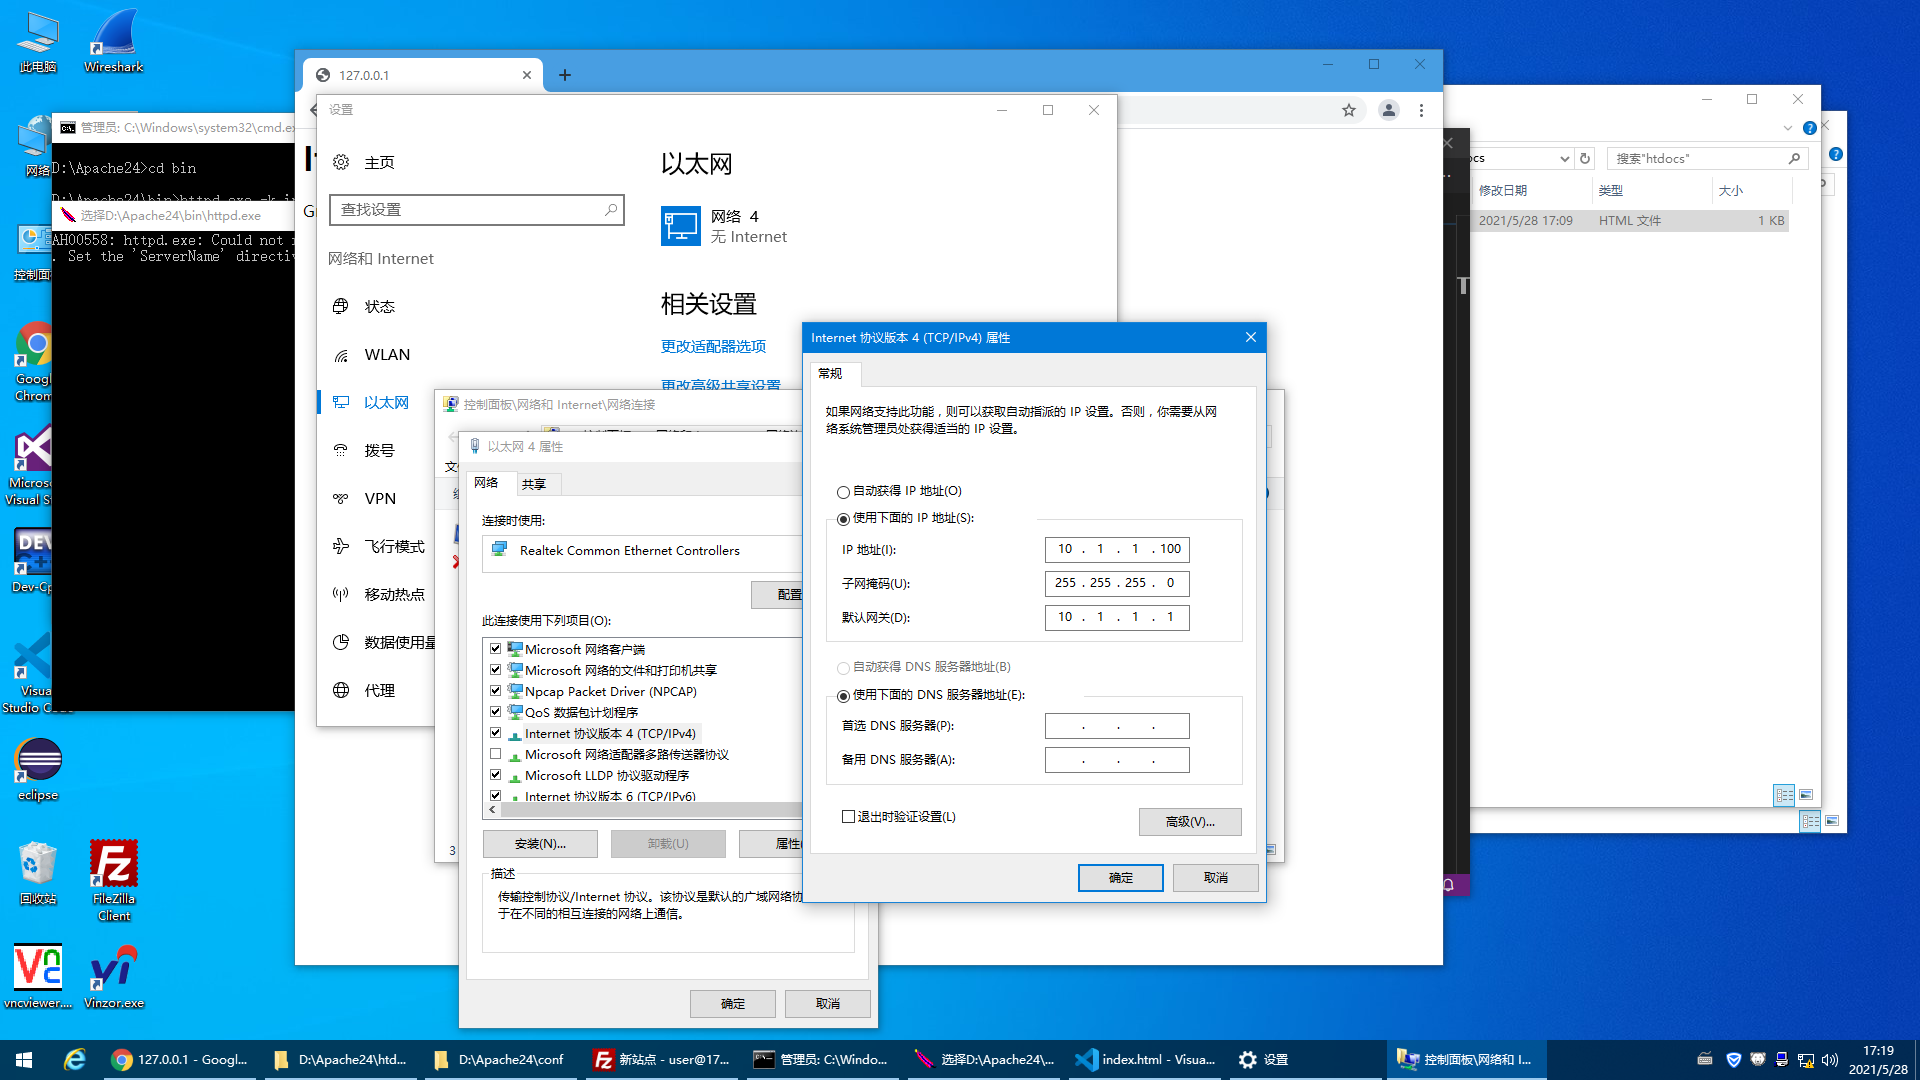 此电脑
Wireshark
网络
控制面
Googl
Chrom
Micros
Visual S
Dev-Cp
Visua
Studio C
eclipse
回收站
FileZilla
Client
vncviewer....
Vinzor.exe
管理员: C:\Windows\system32\cmd.ex
D:\Apache24>cd bin
选择D:\Apache24\bin\httpd.exe
AH00558: httpd.exe: Could not
. Set the 'ServerName' directiv
127.0.0.1
设置
主页
查找设置
网络和 Internet
状态
WLAN
以太网
拨号
VPN
飞行模式
移动热点
数据使用量
代理
以太网
网络 4
无 Internet
相关设置
更改适配器选项
更改高级共享设置
控制面板\网络和 Internet\网络连接
以太网 4 属性
网络
共享
连接时使用:
Realtek Common Ethernet Controllers
配置
此连接使用下列项目(O):
Microsoft 网络客户端
Microsoft 网络的文件和打印机共享
Npcap Packet Driver (NPCAP)
QoS 数据包计划程序
Internet 协议版本 4 (TCP/IPv4)
Microsoft 网络适配器多路传送器协议
Microsoft LLDP 协议驱动程序
Internet 协议版本 6 (TCP/IPv6)
安装(N)...
卸载(U)
属性(
描述
传输控制协议/Internet 协议。该协议是默认的广域网络协
于在不同的相互连接的网络上通信。
确定
取消
Internet 协议版本 4 (TCP/IPv4) 属性
常规
如果网络支持此功能，则可以获取自动指派的 IP 设置。否则，你需要从网
络系统管理员处获得适当的 IP 设置。
自动获得 IP 地址(O)
使用下面的 IP 地址(S):
IP 地址(I):
10 . 1 . 1 . 100
子网掩码(U):
255 . 255 . 255 . 0
默认网关(D):
10 . 1 . 1 . 1
自动获得 DNS 服务器地址(B)
使用下面的 DNS 服务器地址(E):
首选 DNS 服务器(P):
. . .
备用 DNS 服务器(A):
. . .
退出时验证设置(L)
高级(V)...
确定
取消
ocs
搜索"htdocs"
修改日期
类型
大小
2021/5/28 17:09
HTML 文件
1 KB
127.0.0.1 - Googl...
D:\Apache24\htd...
D:\Apache24\conf
新站点 - user@17...
管理员: C:\Windo...
选择D:\Apache24\...
index.html - Visua...
设置
控制面板\网络和 I...
17:19
2021/5/28